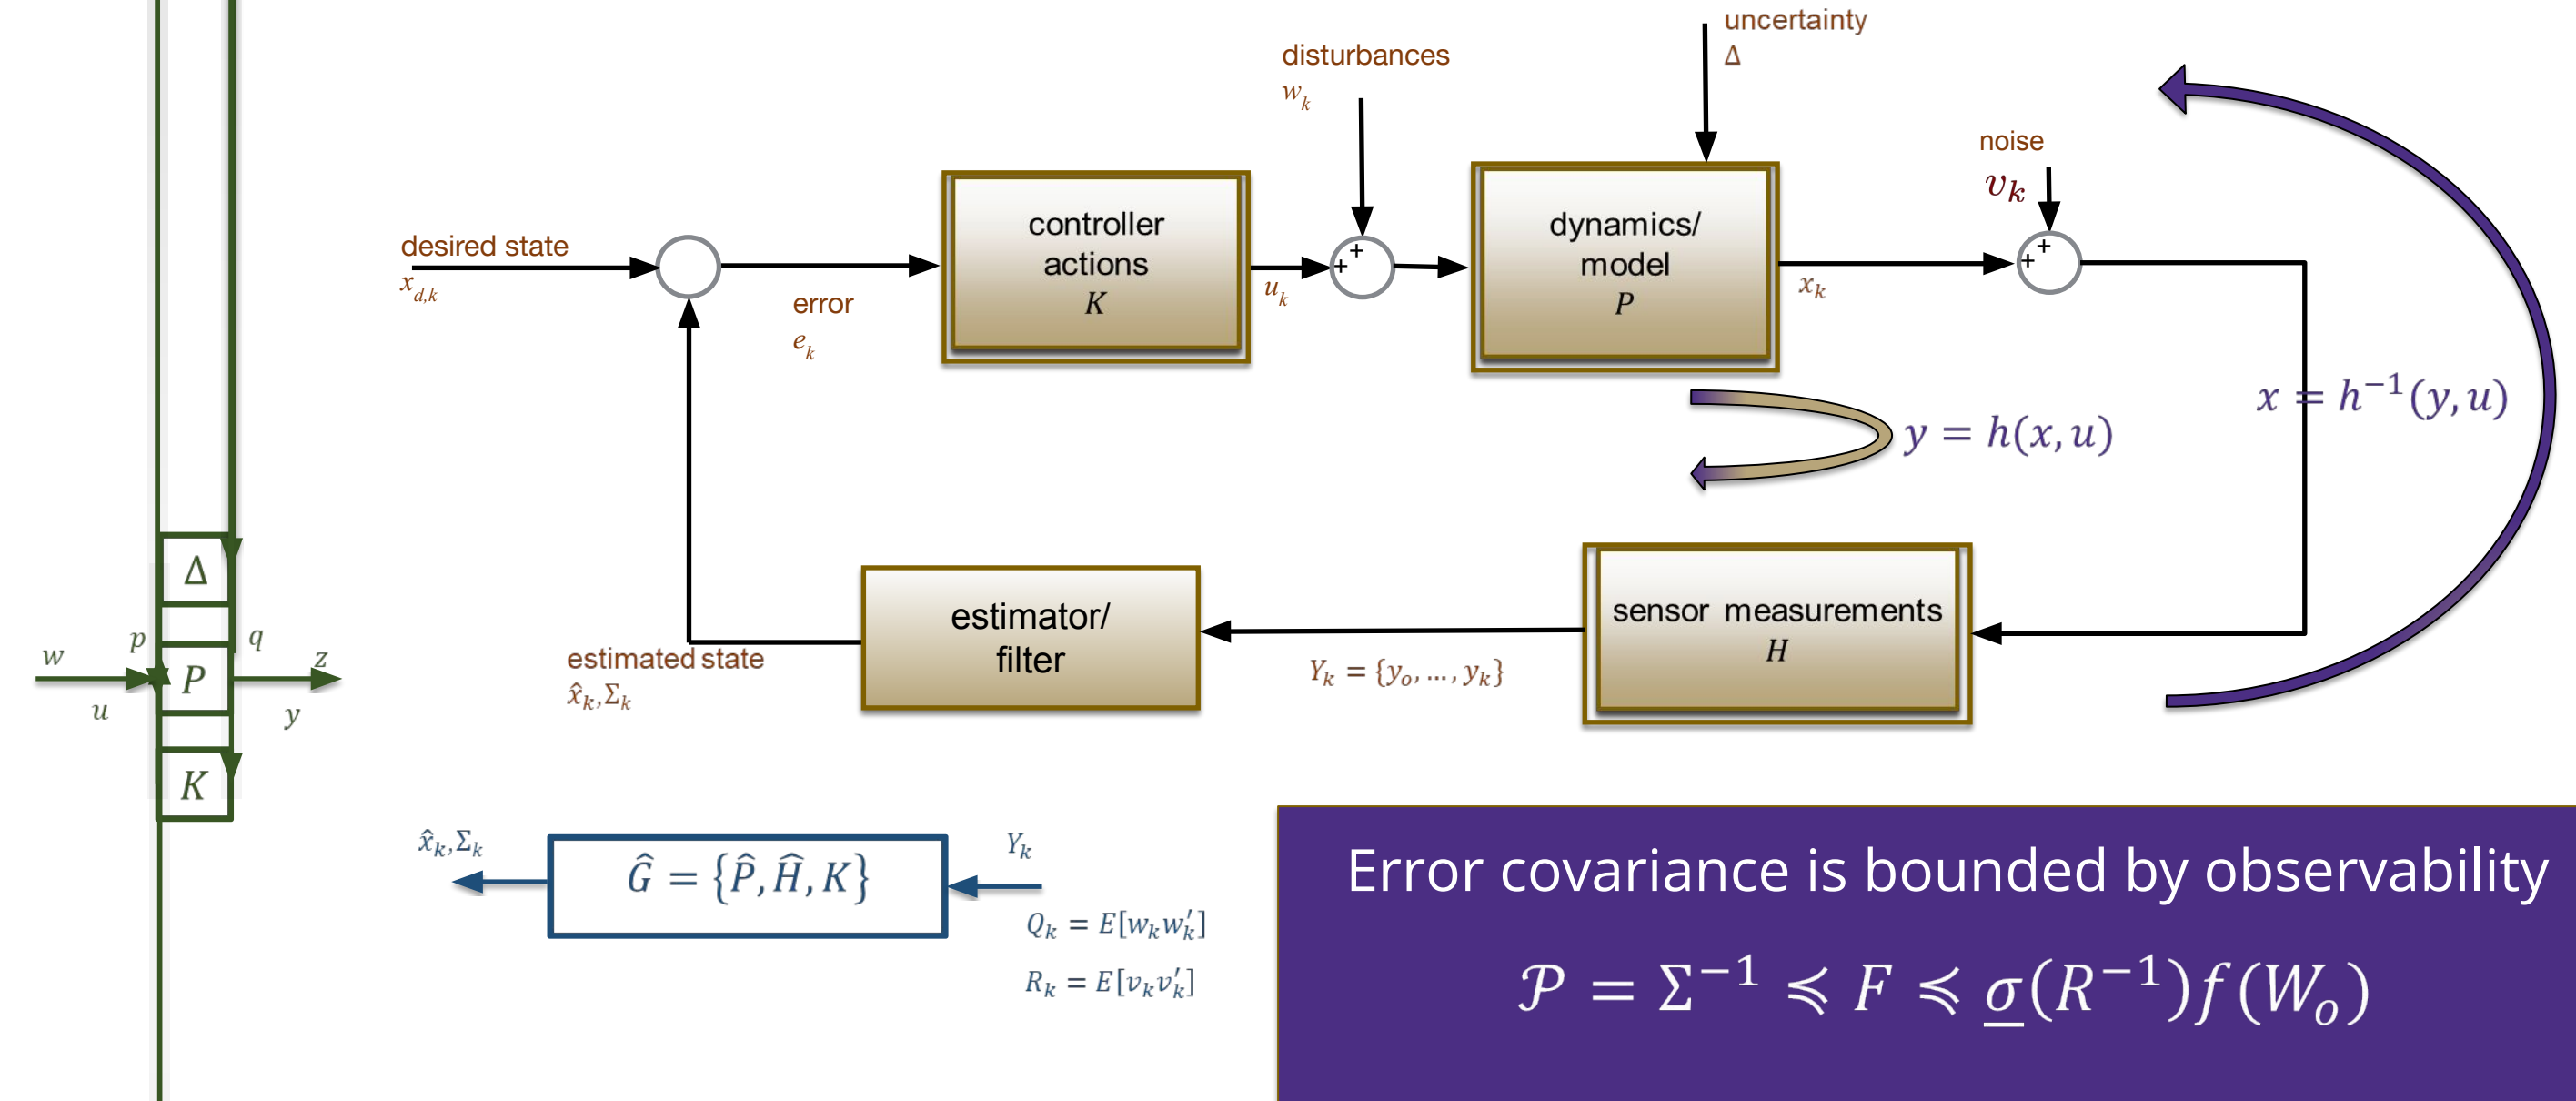 uncertainty
Δ
disturbances
w_k
noise
v_k
desired state
x_{d,k}
error
e_k
controller
actions
K
u_k
+
+
dynamics/
model
P
x_k
+
+
x = h^{-1}(y,u)
y = h(x,u)
Δ
p
q
w
P
z
u
y
K
estimated state
x̂_k,Σ_k
estimator/
filter
Y_k = {y_o, …, y_k}
sensor measurements
H
x̂_k,Σ_k
Ĝ = {P̂, Ĥ, K}
Y_k
Q_k = E[w_k w_k′]
R_k = E[v_k v_k′]
Error covariance is bounded by observability
𝒫 = Σ^{-1} ≼ F ≼ σ̲(R^{-1})f(W_o)